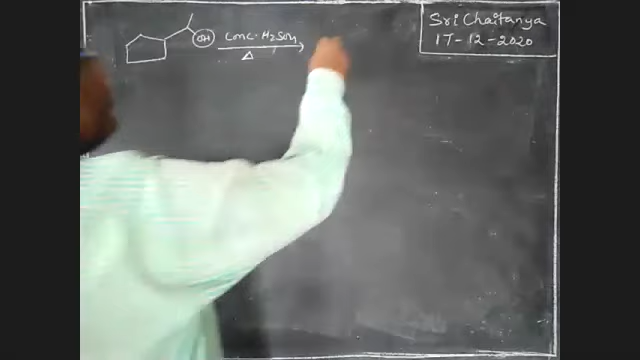 OH
Conc. H₂SO₄
Δ
Sri Chaitanya
17-12-2020